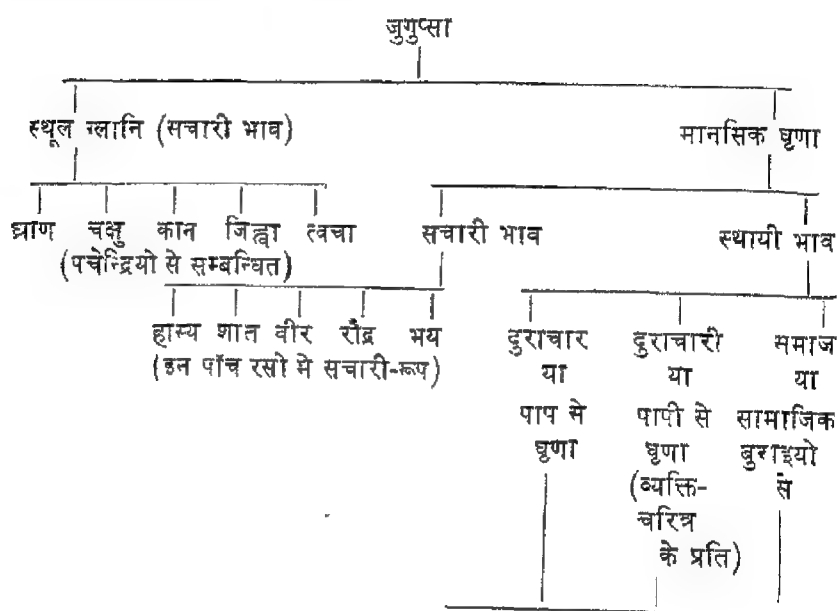 जुगुप्सा
स्थूल ग्लानि (सचारी भाव) मानसिक घृणा
घ्राण चक्षु कान जिह्वा त्वचा सचारी भाव स्थायी भाव
(पचेन्द्रियो से सम्बन्धित)
हास्य शात वीर रौद्र भय दुराचार दुराचारी समाज
(इन पाँच रसो मे सचारी-रूप) या या या
पाप से पापी से सामाजिक
घृणा घृणा बुराइयो
(व्यक्ति- से
चरित्र
के प्रति)